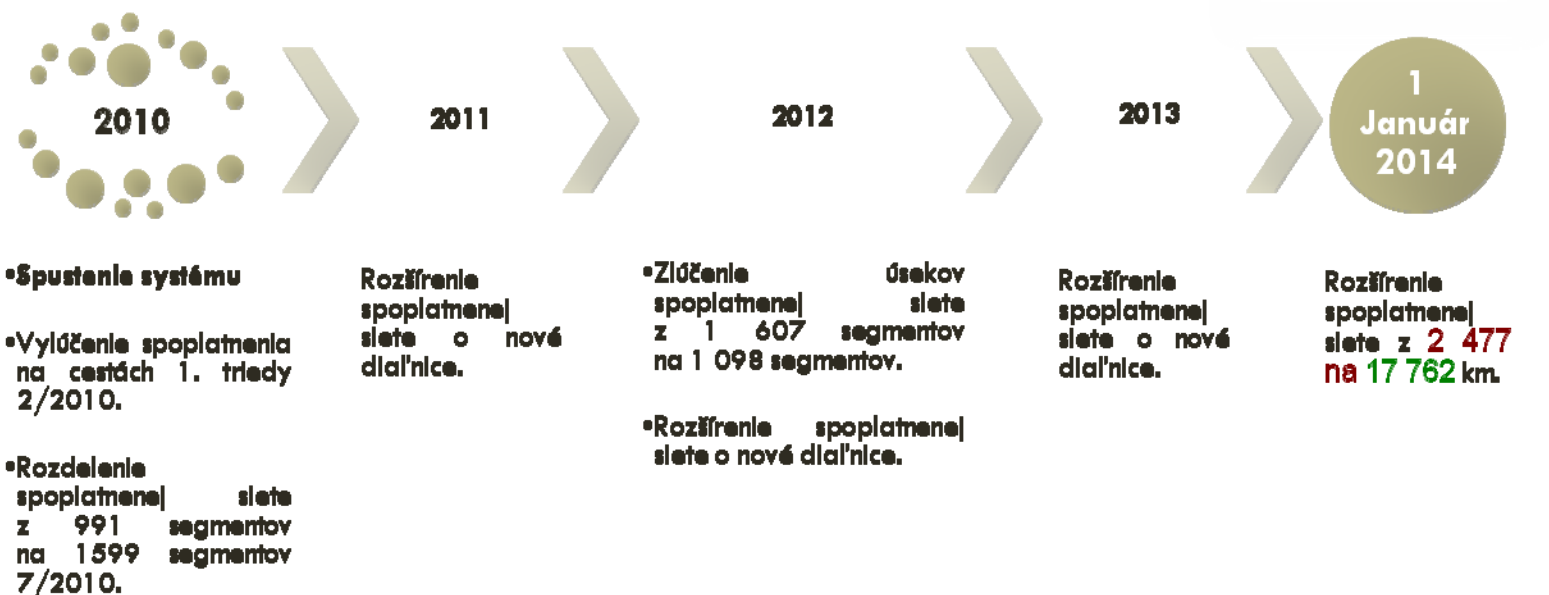 2010
2011
2012
2013
1
Január
2014
•Spustenie systému
•Vylúčenie spoplatnenia
na cestách 1. triedy
2/2010.
•Rozdelenie
spoplatnenej siete
z 991 segmentov
na 1599 segmentov
7/2010.
Rozšírenie
spoplatnenej
siete o nové
diaľnice.
•Zlúčenie úsekov
spoplatnenej siete
z 1 607 segmentov
na 1 098 segmentov.
•Rozšírenie spoplatnenej
siete o nové diaľnice.
Rozšírenie
spoplatnenej
siete o nové
diaľnice.
Rozšírenie
spoplatnenej
siete z 2 477
na 17 762 km.